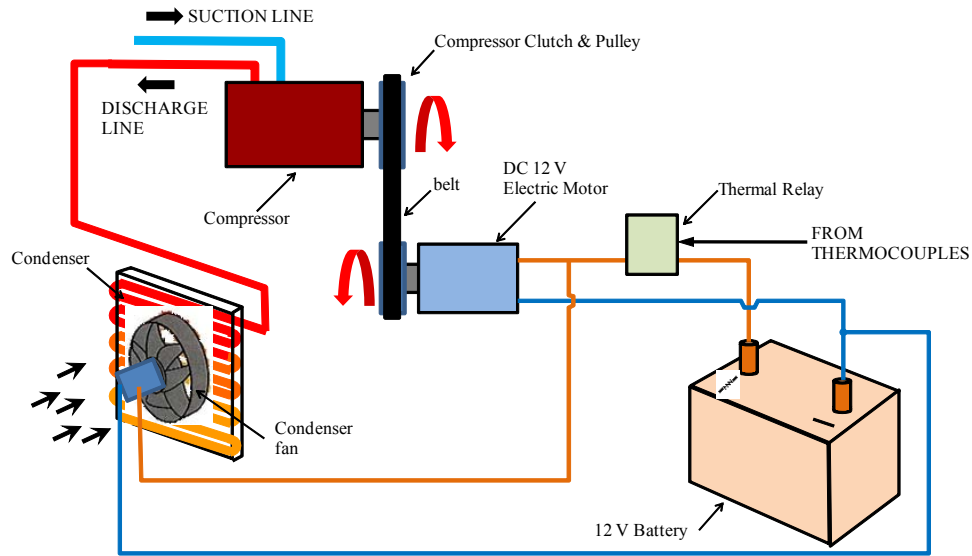 SUCTION LINE
Compressor Clutch & Pulley
DISCHARGE
LINE
DC 12 V
Electric Motor
belt
Thermal Relay
Compressor
FROM
THERMOCOUPLES
Condenser
Condenser
fan
12 V Battery